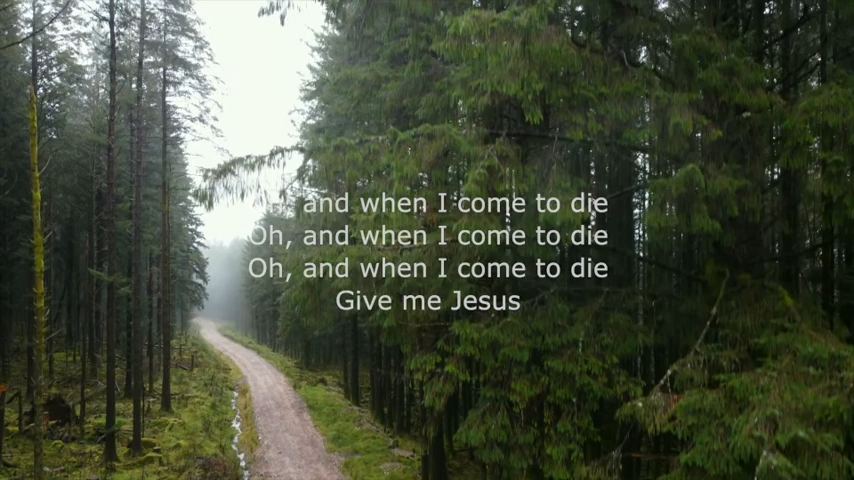 Oh, and when I come to die
Oh, and when I come to die
Oh, and when I come to die
Give me Jesus